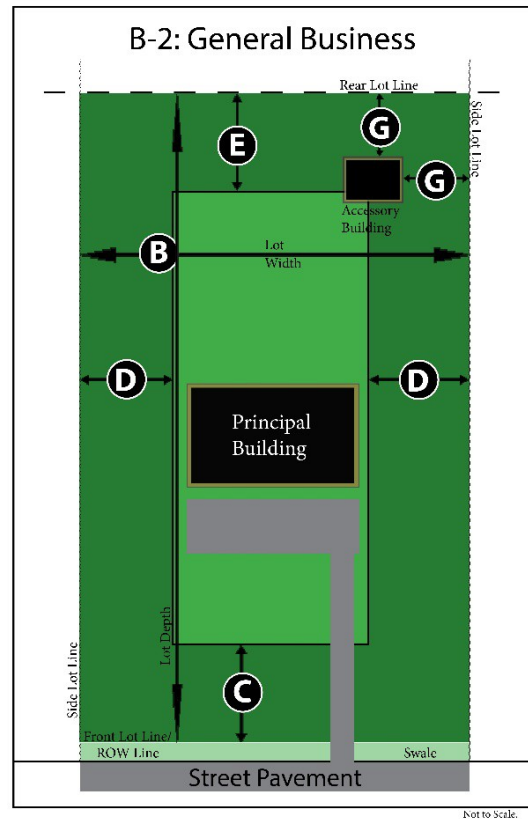 B-2: General Business
Rear Lot Line
Side Lot Line
E
G
G
Accessory
Building
B
Lot
Width
D
D
Principal
Building
Lot Depth
Side Lot Line
C
Front Lot Line/
ROW Line
Swale
Street Pavement
Not to Scale.